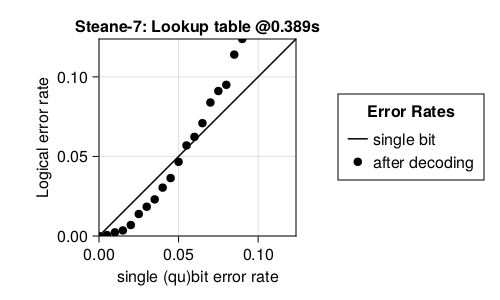 Steane-7: Lookup table @0.389s
Logical error rate
0.10
0.05
0.00
0.00 0.05 0.10
single (qu)bit error rate
Error Rates
single bit
after decoding